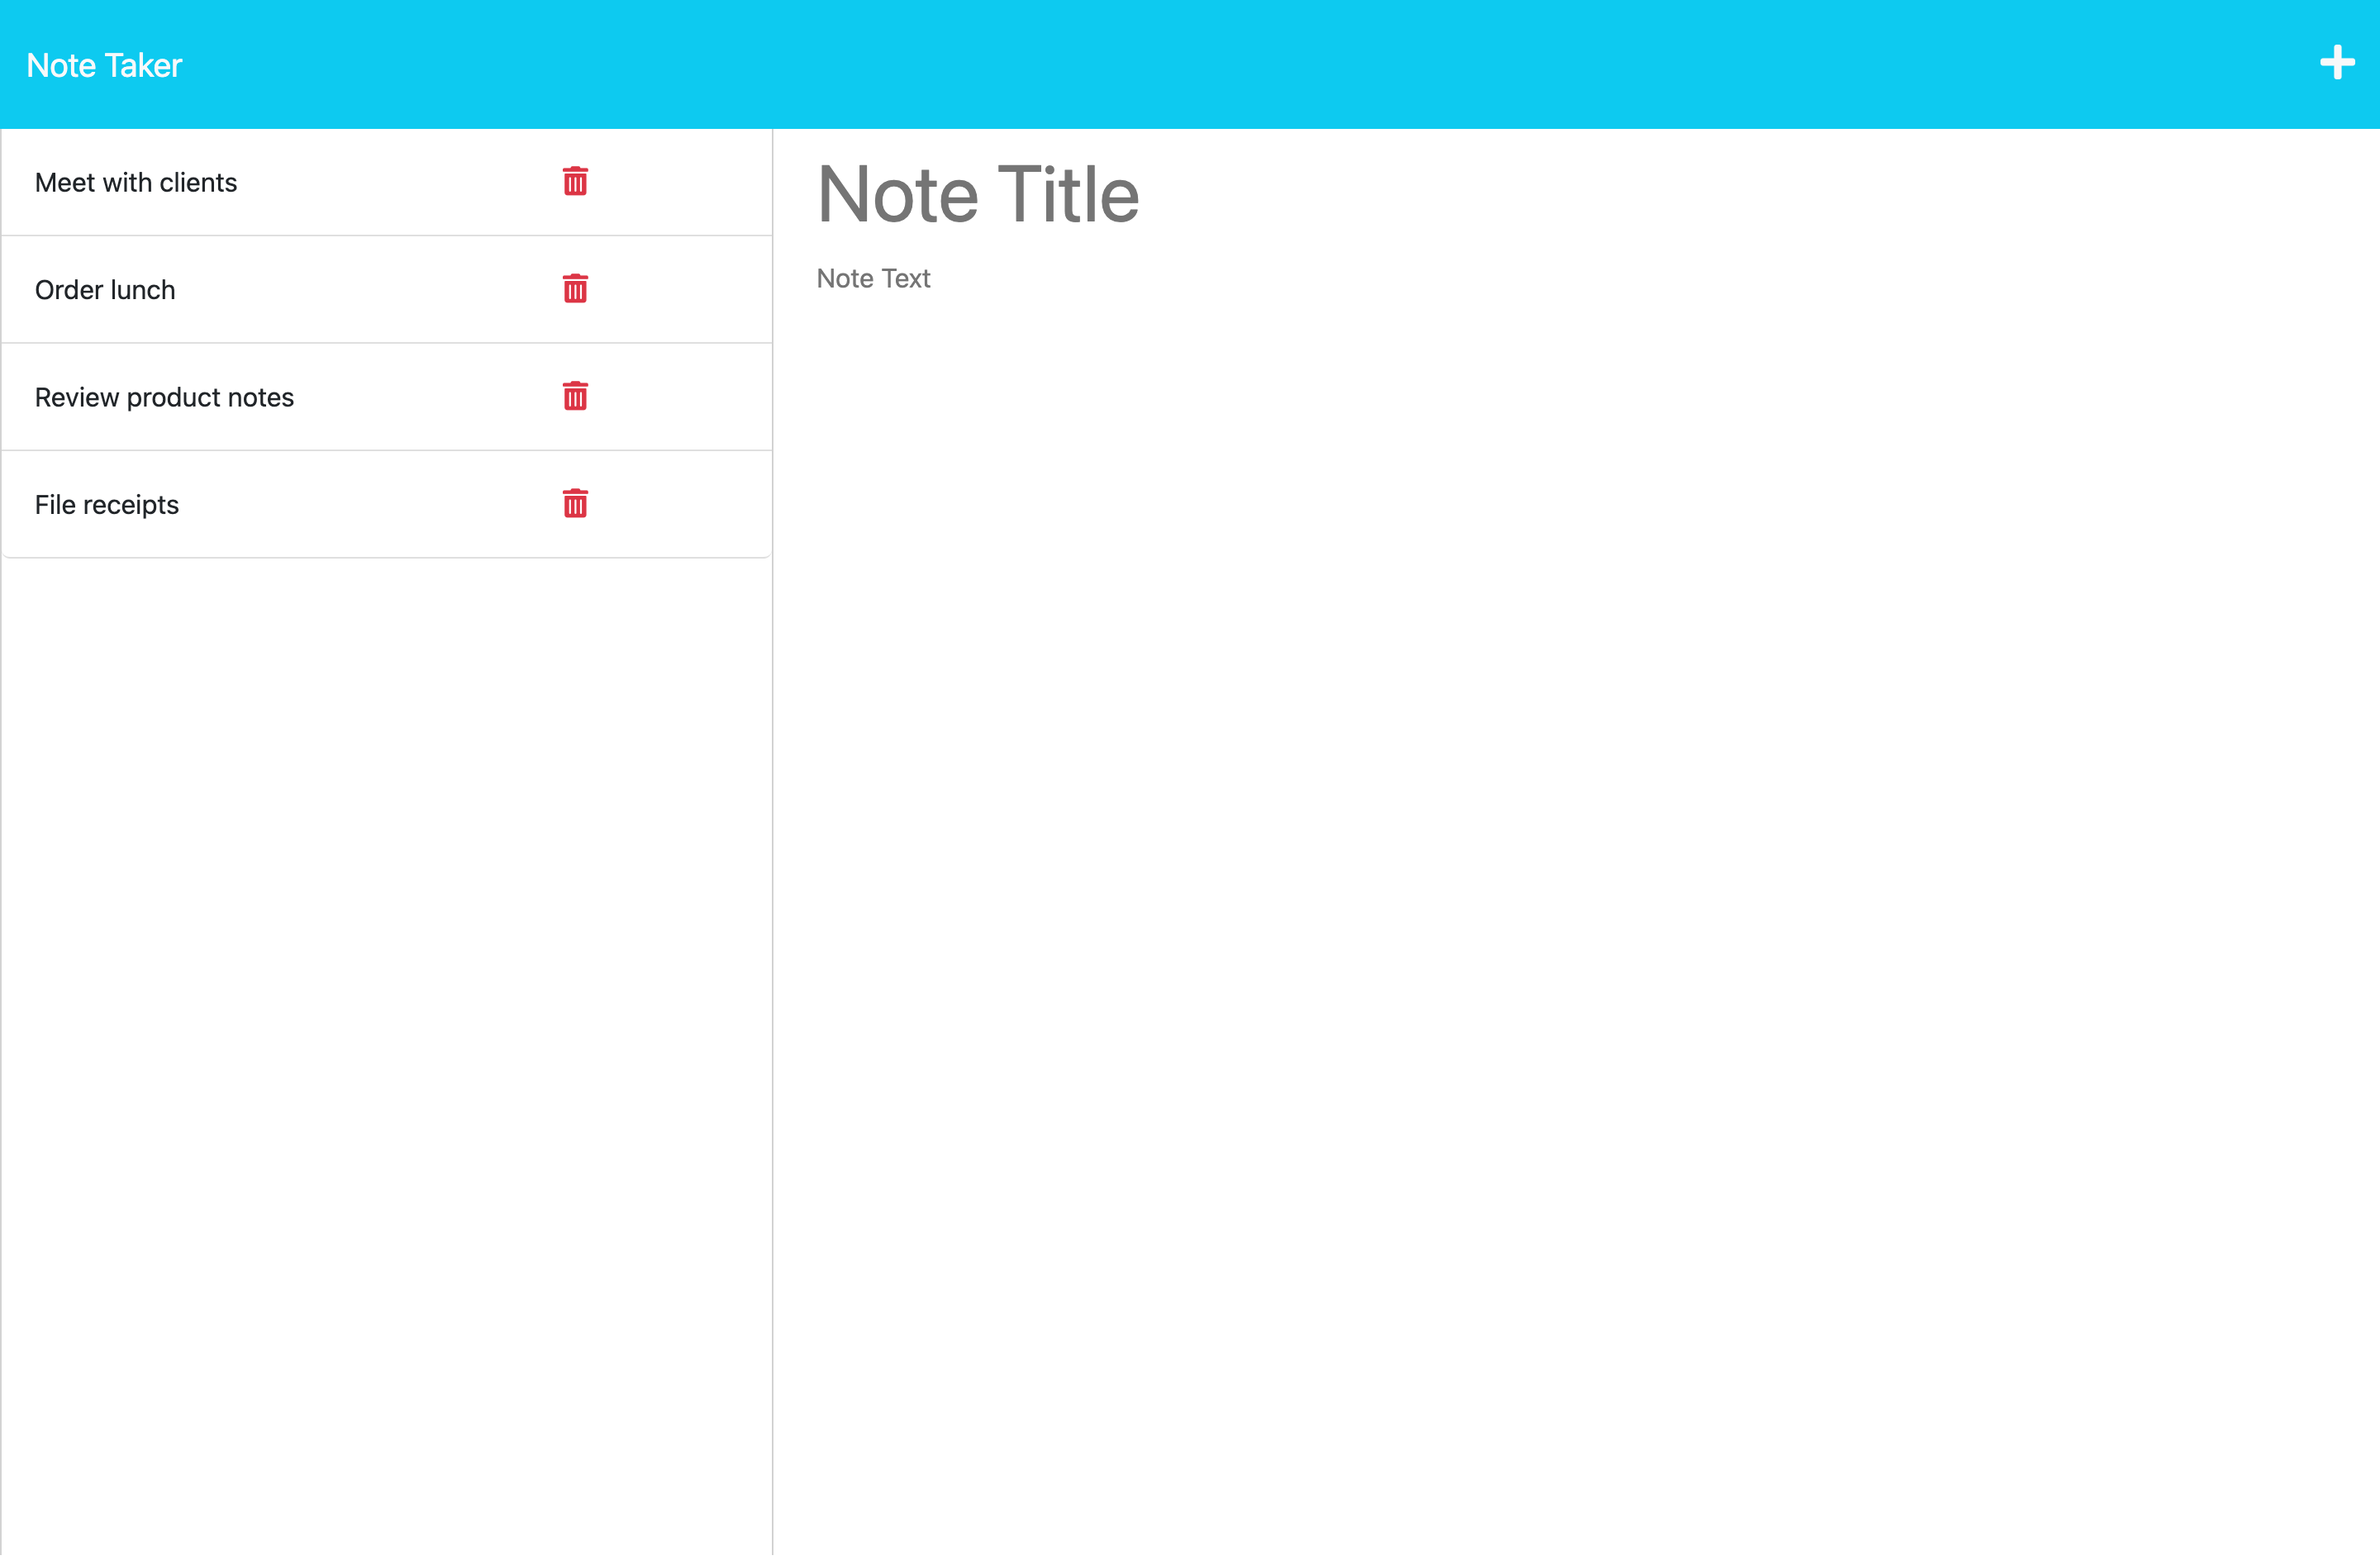 Note Taker
Meet with clients
Order lunch
Review product notes
File receipts
Note Title
Note Text